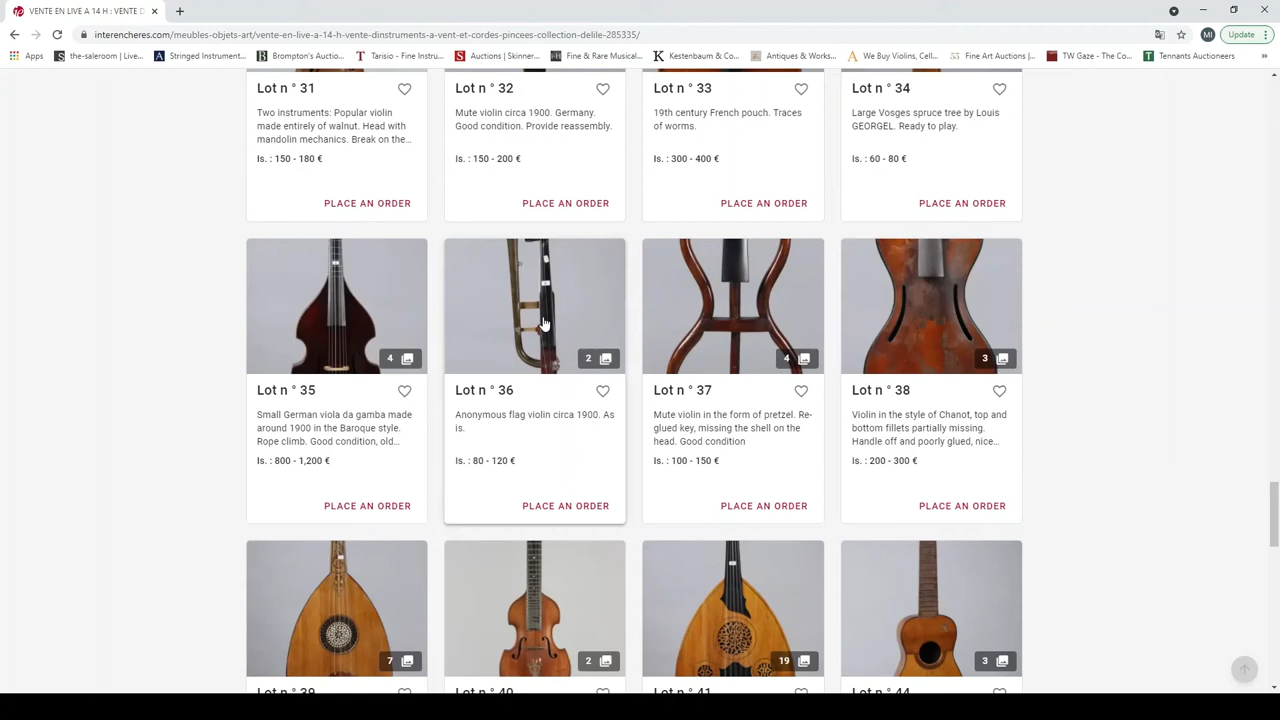 VENTE EN LIVE A 14 H : VENTE D
interencheres.com/meubles-objets-art/vente-en-live-a-14-h-vente-dinstruments-a-vent-et-cordes-pincees-collection-delile-285335/
MI
Update
Apps
the-saleroom | Live...
Stringed Instrument...
Brompton's Auctio...
Tarisio - Fine Instru...
Auctions | Skinner...
Fine & Rare Musical...
Kestenbaum & Co...
Antiques & Works...
We Buy Violins, Cell...
Fine Art Auctions |...
TW Gaze - The Co...
Tennants Auctioneers
Lot n ° 31
Two instruments: Popular violin
made entirely of walnut. Head with
mandolin mechanics. Break on the...
Is. : 150 - 180 €
PLACE AN ORDER
Lot n ° 32
Mute violin circa 1900. Germany.
Good condition. Provide reassembly.
Is. : 150 - 200 €
PLACE AN ORDER
Lot n ° 33
19th century French pouch. Traces
of worms.
Is. : 300 - 400 €
PLACE AN ORDER
Lot n ° 34
Large Vosges spruce tree by Louis
GEORGEL. Ready to play.
Is. : 60 - 80 €
PLACE AN ORDER
4
Lot n ° 35
Small German viola da gamba made
around 1900 in the Baroque style.
Rope climb. Good condition, old...
Is. : 800 - 1,200 €
PLACE AN ORDER
2
Lot n ° 36
Anonymous flag violin circa 1900. As
is.
Is. : 80 - 120 €
PLACE AN ORDER
4
Lot n ° 37
Mute violin in the form of pretzel. Re-
glued key, missing the shell on the
head. Good condition
Is. : 100 - 150 €
PLACE AN ORDER
3
Lot n ° 38
Violin in the style of Chanot, top and
bottom fillets partially missing.
Handle off and poorly glued, nice...
Is. : 200 - 300 €
PLACE AN ORDER
7
Lot n ° 39
2
Lot n ° 40
19
Lot n ° 41
3
Lot n ° 44